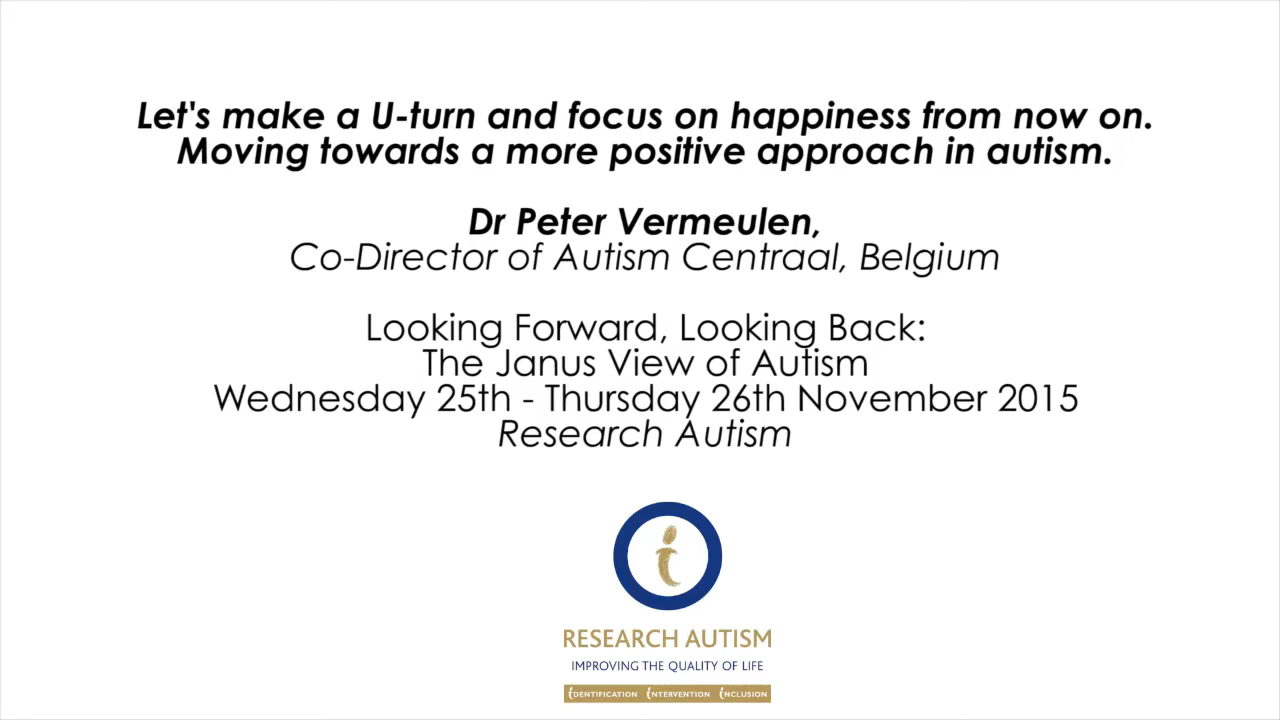 Let's make a U-turn and focus on happiness from now on.
Moving towards a more positive approach in autism.
Dr Peter Vermeulen,
Co-Director of Autism Centraal, Belgium
Looking Forward, Looking Back:
The Janus View of Autism
Wednesday 25th - Thursday 26th November 2015
Research Autism
i
RESEARCH AUTISM
IMPROVING THE QUALITY OF LIFE
iDENTIFICATION iNTERVENTION iNCLUSION